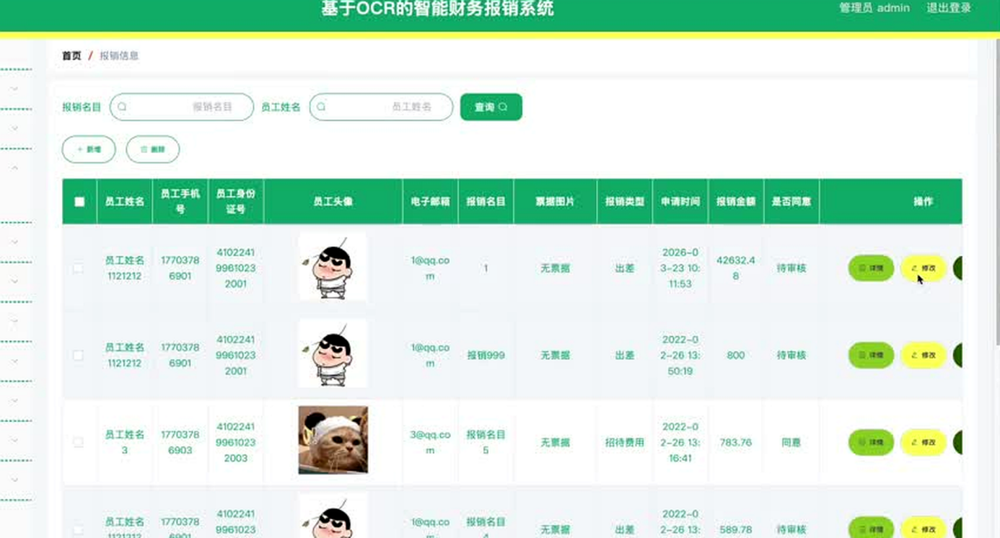 基于OCR的智能财务报销系统
管理员 admin 退出登录
首页 / 报销信息
报销名目 报销名目 员工姓名 员工姓名 查询
+ 新增 删除
员工姓名 员工手机号 员工身份证号 员工头像 电子邮箱 报销名目 票据图片 报销类型 申请时间 报销金额 是否同意 操作
员工姓名1121212 17703786901 410224199610232001 1@qq.com 1 无票据 出差 2026-03-23 10:11:53 42632.48 待审核 详情 修改
员工姓名1121212 17703786901 410224199610232001 1@qq.com 报销999 无票据 出差 2022-02-26 13:50:19 800 待审核 详情 修改
员工姓名3 17703786903 410224199610232003 3@qq.com 报销名目5 无票据 招待费用 2022-02-26 13:16:41 783.76 同意 详情 修改
员工姓名1121212 17703786901 41022419961023 1@qq.com 报销名目 无票据 出差 2022-02-26 13: 589.78 待审核 详情 修改